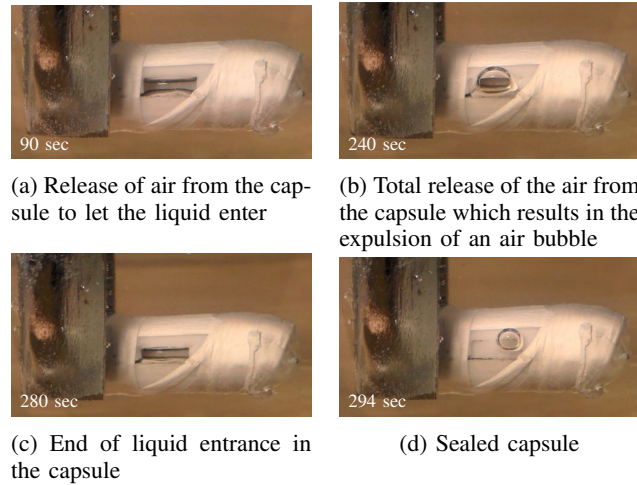 90 sec
240 sec
(a) Release of air from the cap-
sule to let the liquid enter
(b) Total release of the air from
the capsule which results in the
expulsion of an air bubble
280 sec
294 sec
(c) End of liquid entrance in
the capsule
(d) Sealed capsule